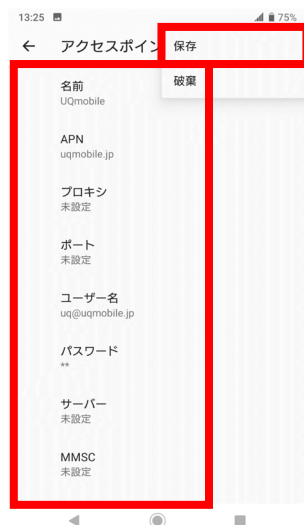 13:25
75%
アクセスポイン
保存
破棄
名前
UQmobile
APN
uqmobile.jp
プロキシ
未設定
ポート
未設定
ユーザー名
uq@uqmobile.jp
パスワード
**
サーバー
未設定
MMSC
未設定